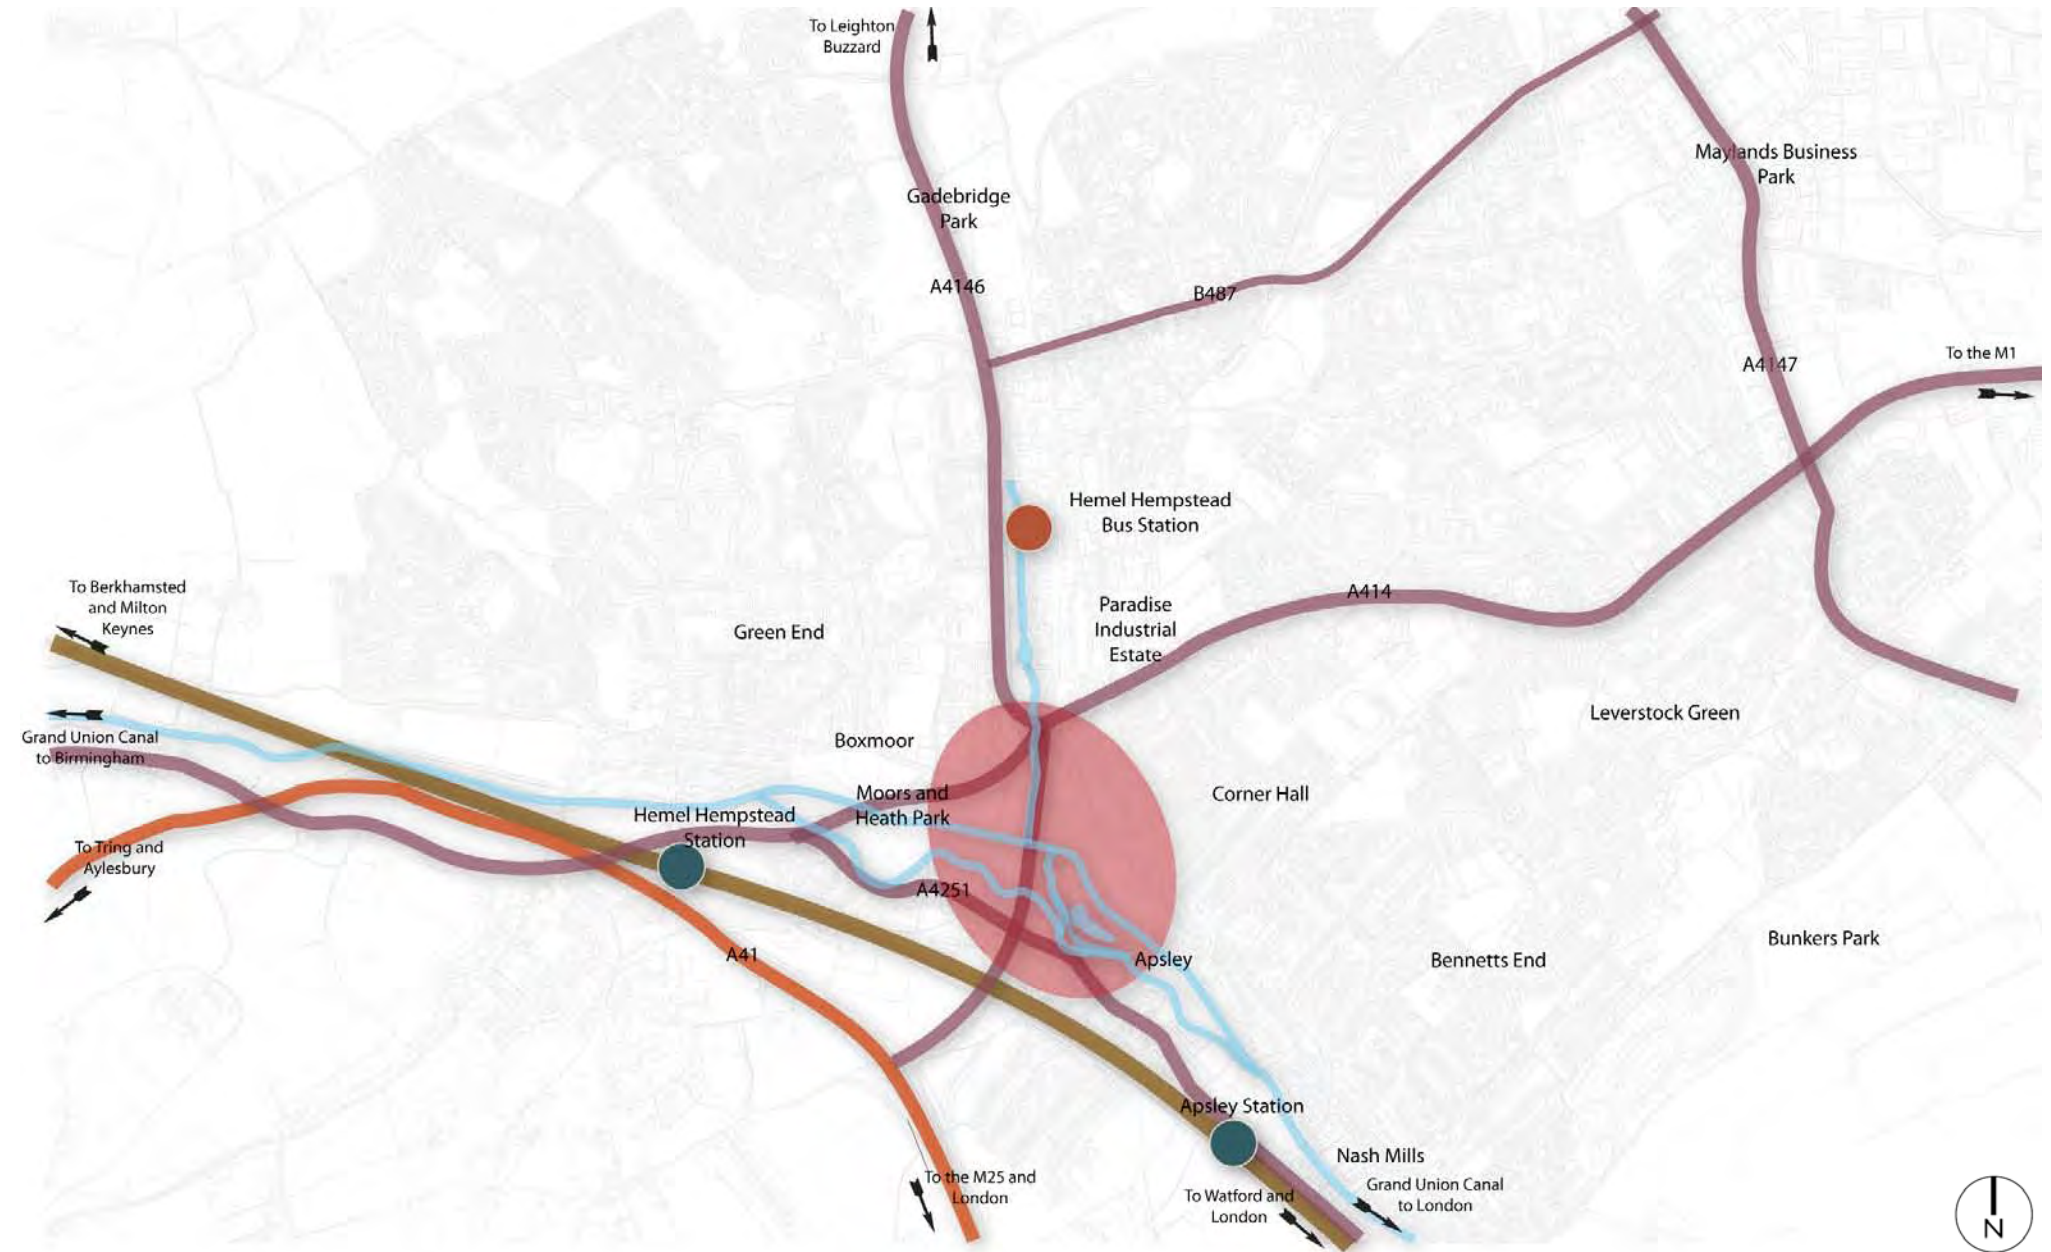 To Leighton
Buzzard
Maylands Business
Park
Gadebridge
Park
A4146
B487
A4147
To the M1
Hemel Hempstead
Bus Station
A414
To Berkhamsted
and Milton
Keynes
Green End
Paradise
Industrial
Estate
Leverstock Green
Grand Union Canal
to Birmingham
Boxmoor
Moors and
Heath Park
Corner Hall
Hemel Hempstead
Station
To Tring and
Aylesbury
A4251
A41
Apsley
Bennetts End
Bunkers Park
Apsley Station
Nash Mills
To the M25 and
London
To Watford and
London
Grand Union Canal
to London
N